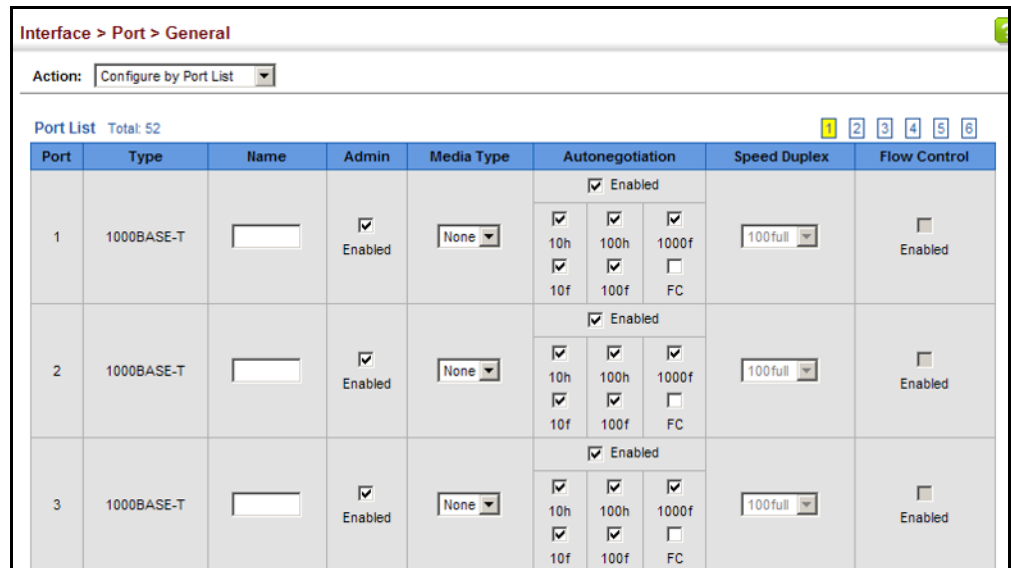 Interface > Port > General
?
Action: Configure by Port List
Port List Total: 52 1 2 3 4 5 6
Port Type Name Admin Media Type Autonegotiation Speed Duplex Flow Control
Enabled
1 1000BASE-T Enabled None 10h 100h 1000f 100full Enabled
10f 100f FC
Enabled
2 1000BASE-T Enabled None 10h 100h 1000f 100full Enabled
10f 100f FC
Enabled
3 1000BASE-T Enabled None 10h 100h 1000f 100full Enabled
10f 100f FC